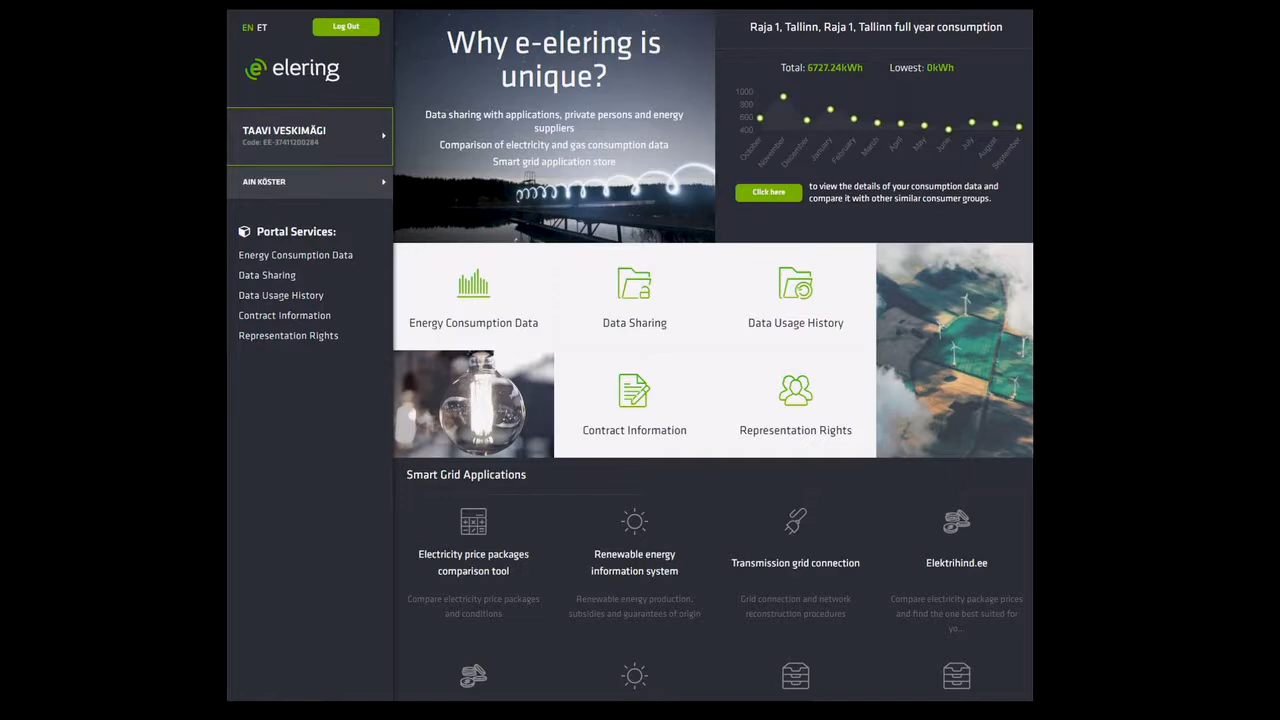 EN ET
Log Out
elering
TAAVI VESKIMÄGI
Code: EE-37411200284
AIN KÖSTER
Portal Services:
Energy Consumption Data
Data Sharing
Data Usage History
Contract Information
Representation Rights
Why e-elering is
unique?
Data sharing with applications, private persons and energy
suppliers
Comparison of electricity and gas consumption data
Smart grid application store
Raja 1, Tallinn, Raja 1, Tallinn full year consumption
Total: 6727.24kWh Lowest: 0kWh
1000
800
600
400
October November December January February March April May June July August September
Click here
to view the details of your consumption data and
compare it with other similar consumer groups.
Energy Consumption Data
Data Sharing
Data Usage History
Contract Information
Representation Rights
Smart Grid Applications
Electricity price packages
comparison tool
Compare electricity price packages
and conditions
Renewable energy
information system
Renewable energy production,
subsidies and guarantees of origin
Transmission grid connection
Grid connection and network
reconstruction procedures
Elektrihind.ee
Compare electricity package prices
and find the one best suited for
yo...